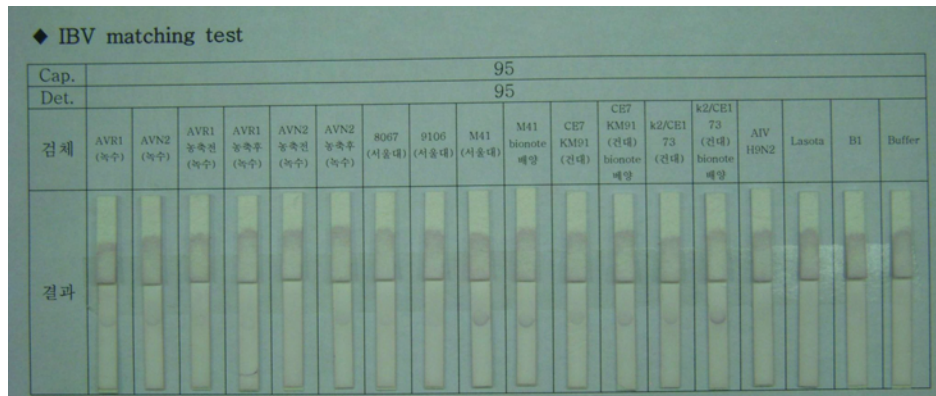 ◆ IBV matching test
Cap. 95
Det. 95
검체
AVR1
(녹수)
AVN2
(녹수)
AVR1
농축전
(녹수)
AVR1
농축후
(녹수)
AVN2
농축전
(녹수)
AVN2
농축후
(녹수)
8067
(서울대)
9106
(서울대)
M41
(서울대)
M41
bionote
배양
CE7
KM91
(건대)
CE7
KM91
(건대)
bionote
배양
k2/CE1
73
(건대)
k2/CE1
73
(건대)
bionote
배양
AIV
H9N2
Lasota
B1
Buffer
결과